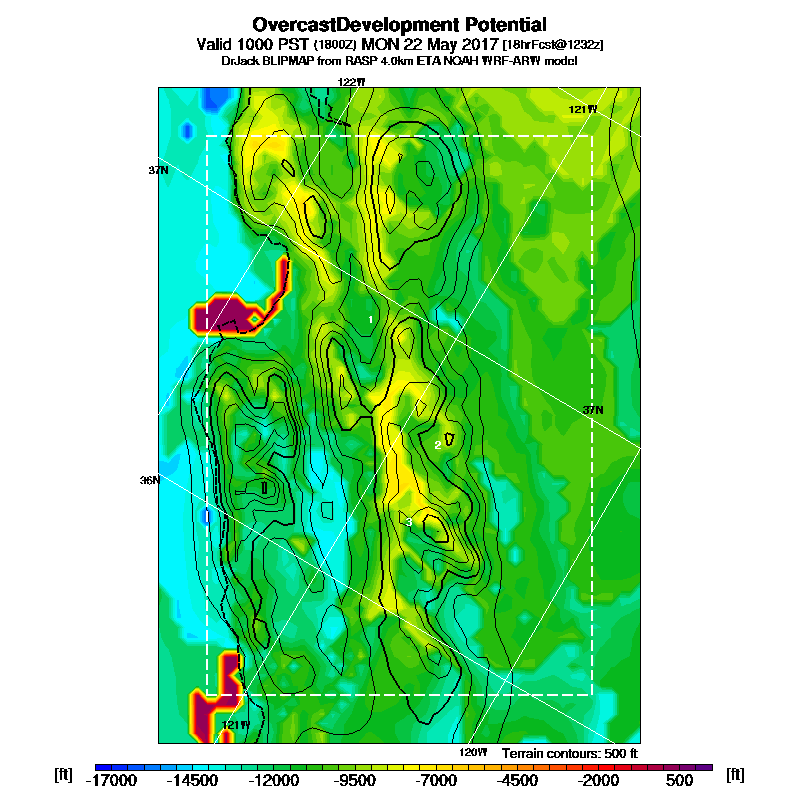 OvercastDevelopment Potential
Valid 1000 PST (1800Z) MON 22 May 2017 [18hrFcst@1232z]
DrJack BLIPMAP from RASP 4.0km ETA NOAH WRF-ARW model
122W
121W
37N
1
37N
2
36N
3
121W
120W Terrain contours: 500 ft
[ft] -17000 -14500 -12000 -9500 -7000 -4500 -2000 500 [ft]